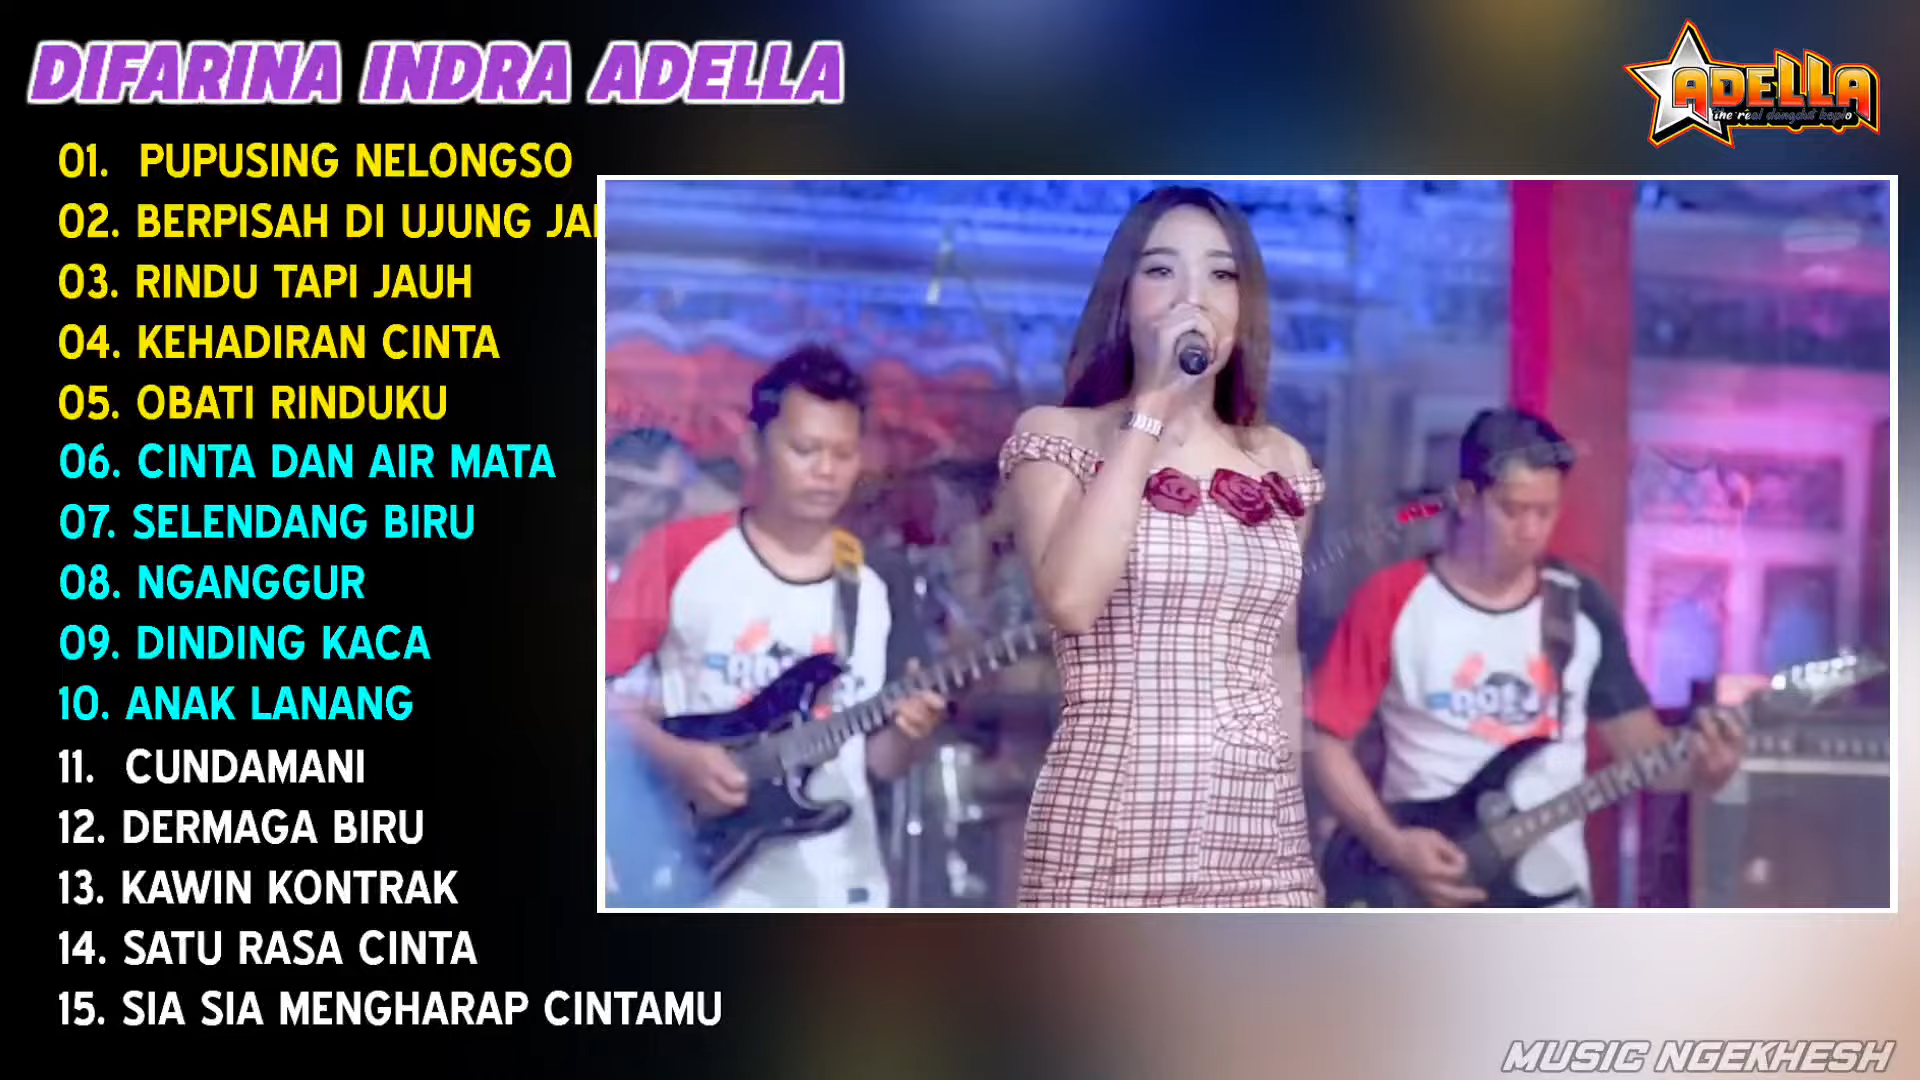 DIFARINA INDRA ADELLA
ADELLA
the real dangdut koplo
01. PUPUSING NELONGSO
02. BERPISAH DI UJUNG
03. RINDU TAPI JAUH
04. KEHADIRAN CINTA
05. OBATI RINDUKU
06. CINTA DAN AIR MATA
07. SELENDANG BIRU
08. NGANGGUR
09. DINDING KACA
10. ANAK LANANG
11. CUNDAMANI
12. DERMAGA BIRU
13. KAWIN KONTRAK
14. SATU RASA CINTA
15. SIA SIA MENGHARAP CINTAMU
MUSIC NGEKHESH